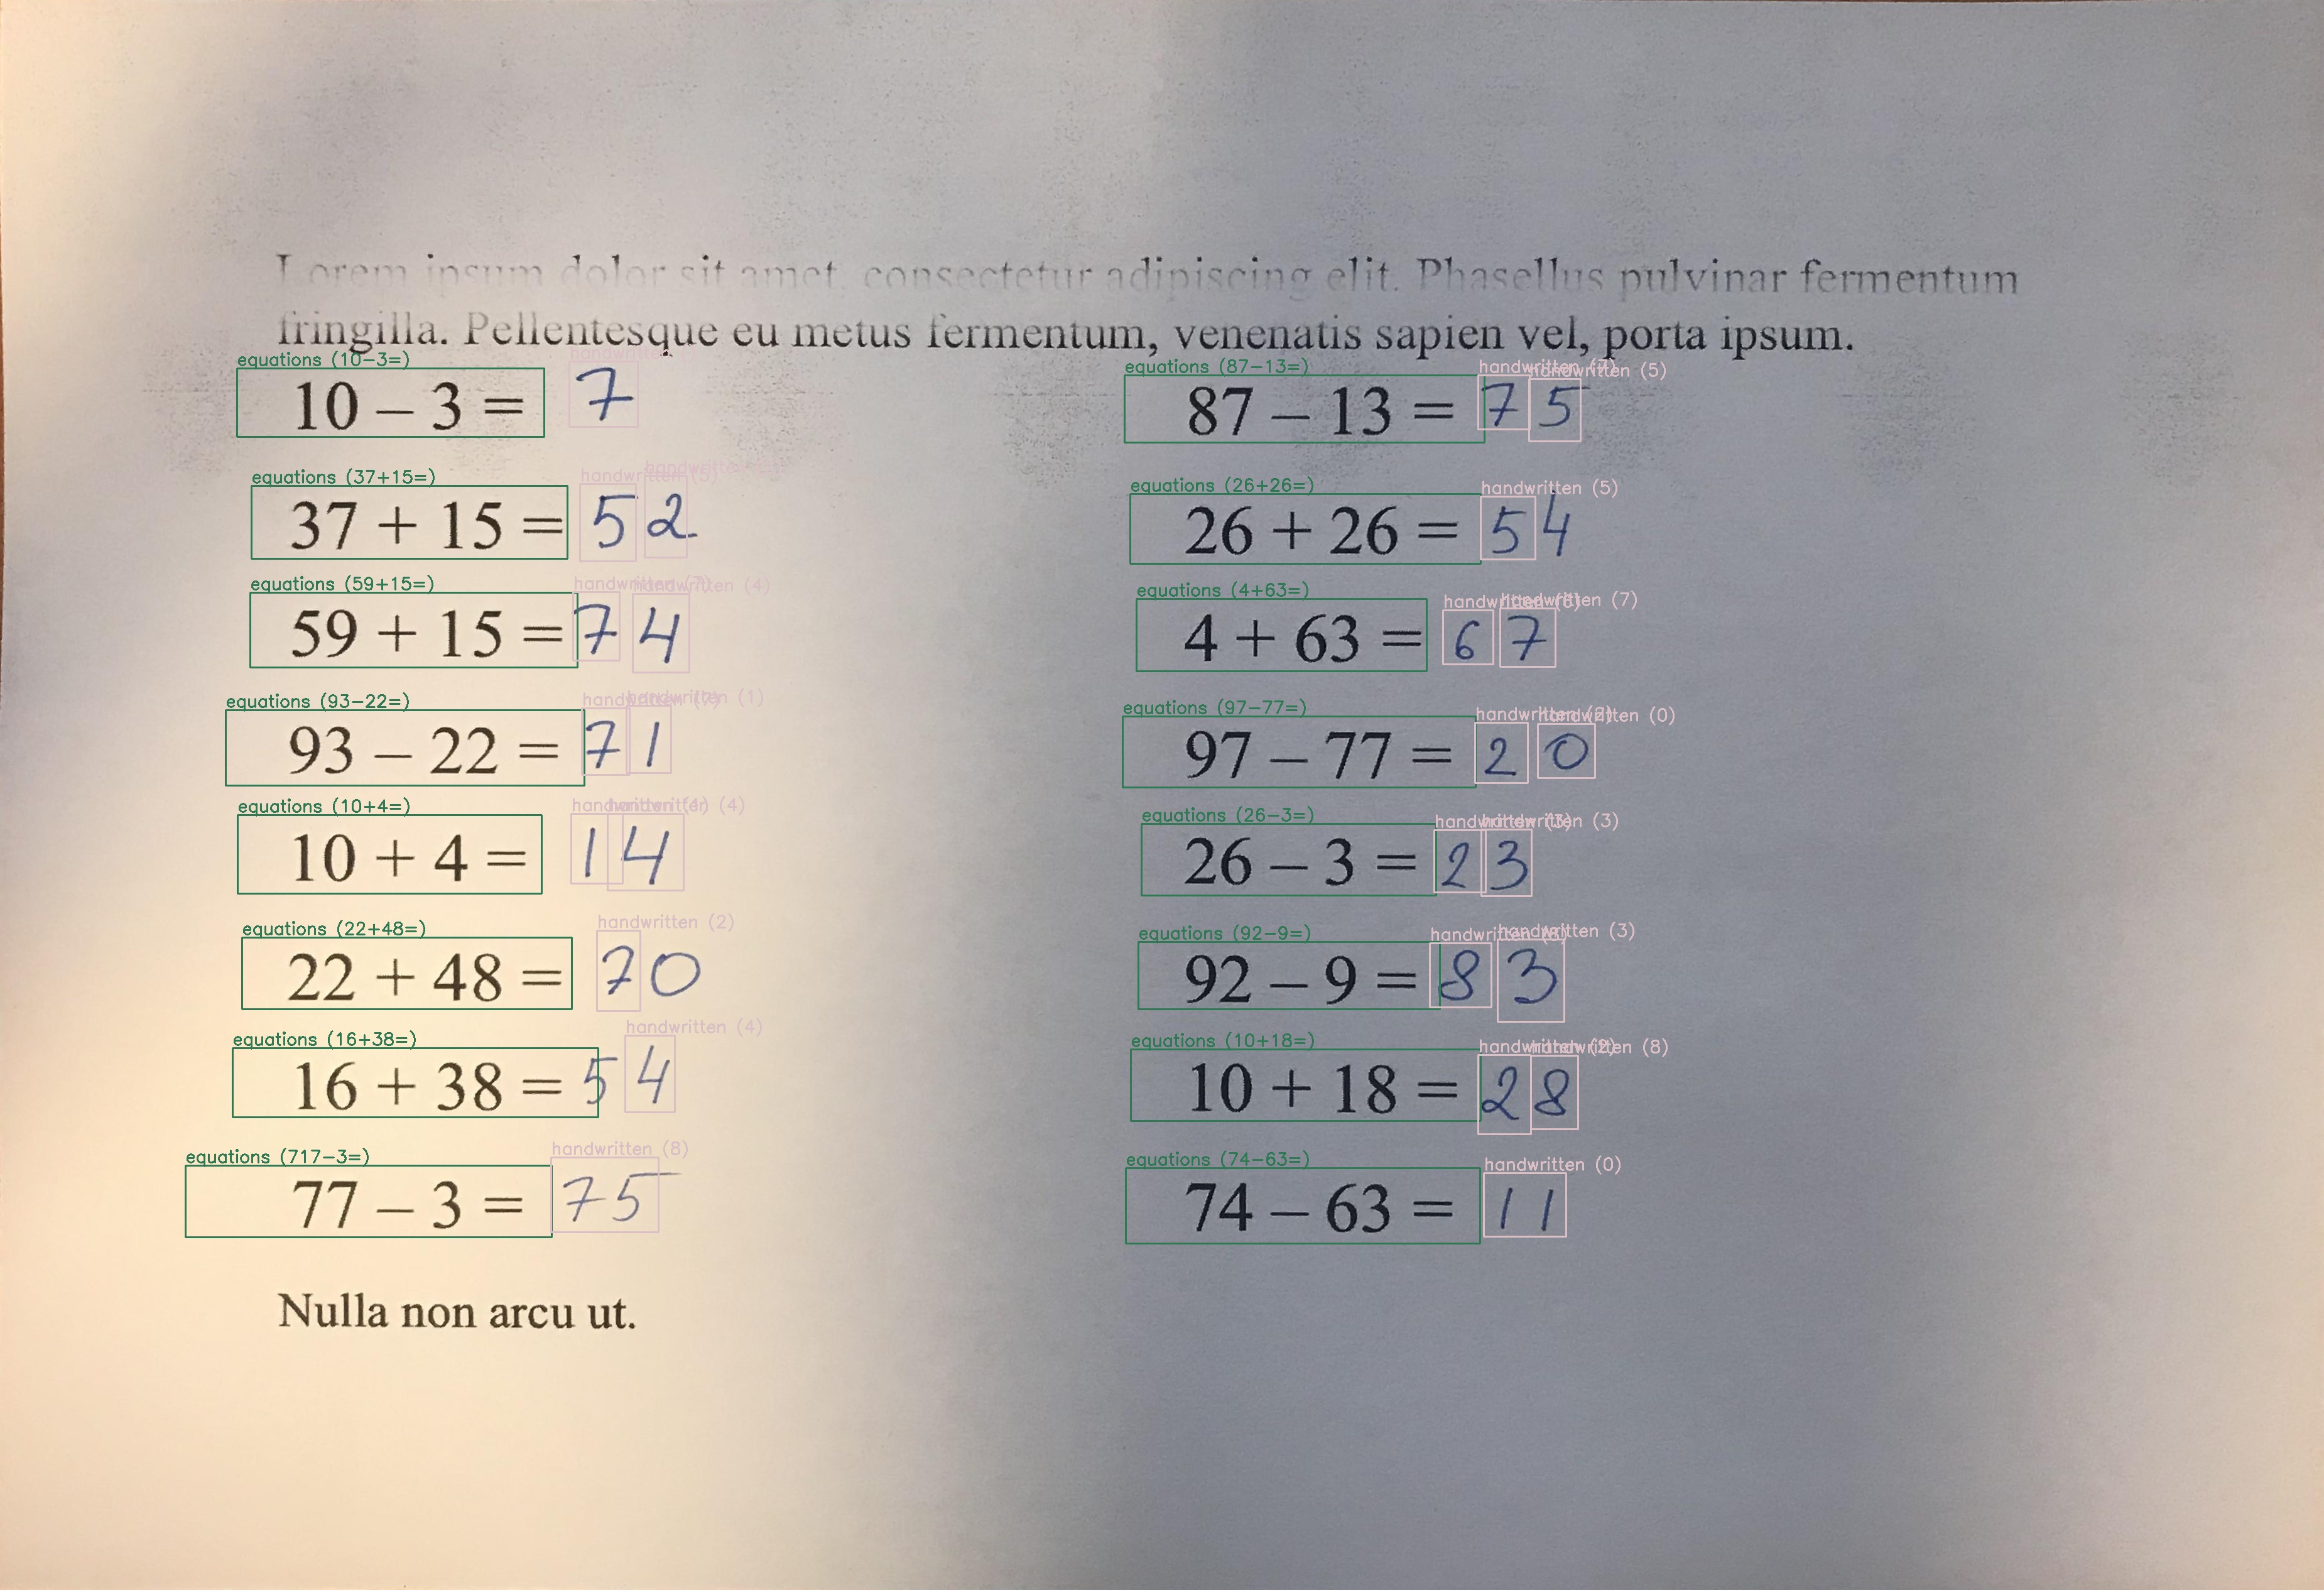 Lorem ipsum dolor sit amet, consectetur adipiscing elit. Phasellus pulvinar fermentum
fringilla. Pellentesque eu metus fermentum, venenatis sapien vel, porta ipsum.
equations (10-3=)
10 – 3 = 7
equations (37+15=)
37 + 15 = 52
equations (59+15=) handwritten (4)
59 + 15 = 74
equations (93-22=) handwritten (1)
93 – 22 = 71
equations (10+4=) handwritten (4)
10 + 4 = 14
equations (22+48=) handwritten (2)
22 + 48 = 70
equations (16+38=) handwritten (4)
16 + 38 = 54
equations (717-3=) handwritten (8)
77 – 3 = 75
equations (87-13=) handwritten (5)
87 – 13 = 75
equations (26+26=) handwritten (5)
26 + 26 = 54
equations (4+63=) handwritten (7)
4 + 63 = 67
equations (97-77=) handwritten (0)
97 – 77 = 20
equations (26-3=) handwritten (3)
26 – 3 = 23
equations (92-9=) handwritten (3)
92 – 9 = 83
equations (10+18=) handwritten (8)
10 + 18 = 28
equations (74-63=) handwritten (0)
74 – 63 = 11
Nulla non arcu ut.